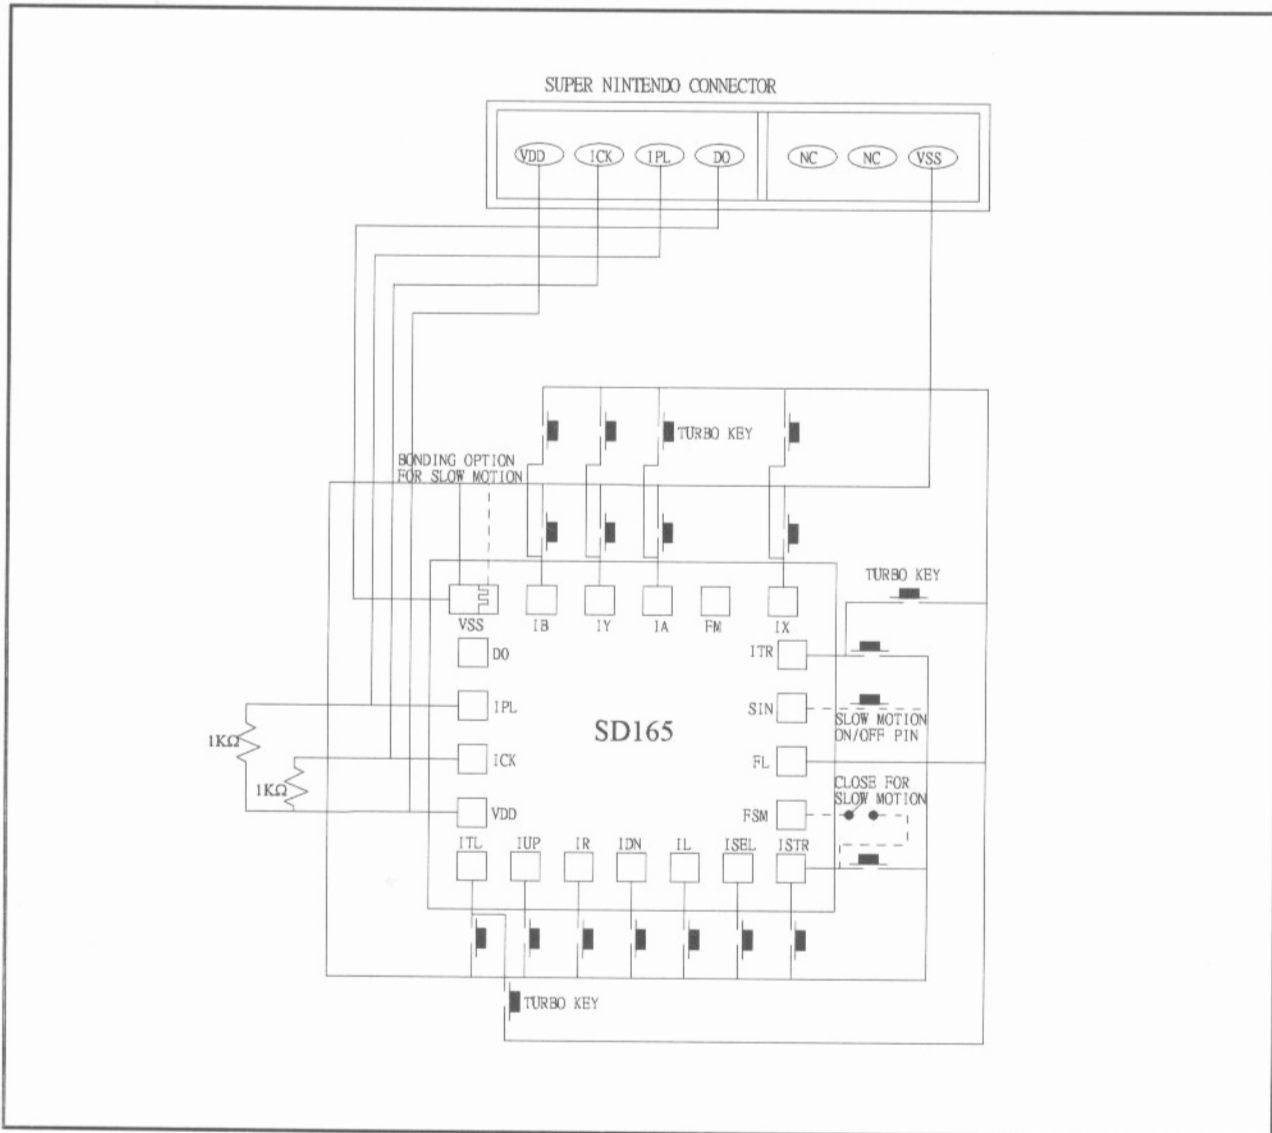 SUPER NINTENDO CONNECTOR
VDD ICK IPL DO NC NC VSS
TURBO KEY
BONDING OPTION
FOR SLOW MOTION
TURBO KEY
VSS IB IY IA FM IX
DO
ITR
IPL
SIN
SD165
SLOW MOTION
ON/OFF PIN
1KΩ
ICK
FL
1KΩ
CLOSE FOR
SLOW MOTION
VDD
FSM
ITL IUP IR IDN IL ISEL ISTR
TURBO KEY